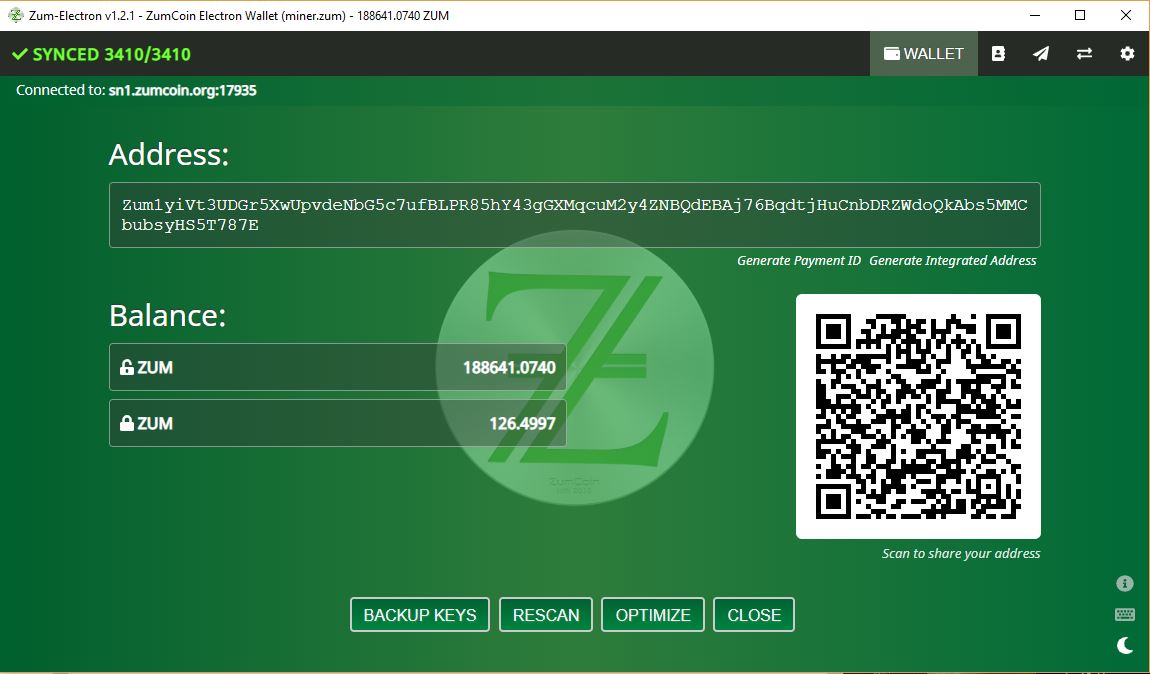 Zum-Electron v1.2.1 - ZumCoin Electron Wallet (miner.zum) - 188641.0740 ZUM
SYNCED 3410/3410
WALLET
Connected to: sn1.zumcoin.org:17935
Address:
Zum1yiVt3UDGr5XwUpvdeNbG5c7ufBLPR85hY43gGXMqcuM2y4ZNBQdEBAj76BqdtjHuCnbDRZWdoQkAbs5MMC
bubsyHS5T787E
Generate Payment ID Generate Integrated Address
Balance:
ZUM 188641.0740
ZUM 126.4997
ZumCoin
Scan to share your address
BACKUP KEYS RESCAN OPTIMIZE CLOSE